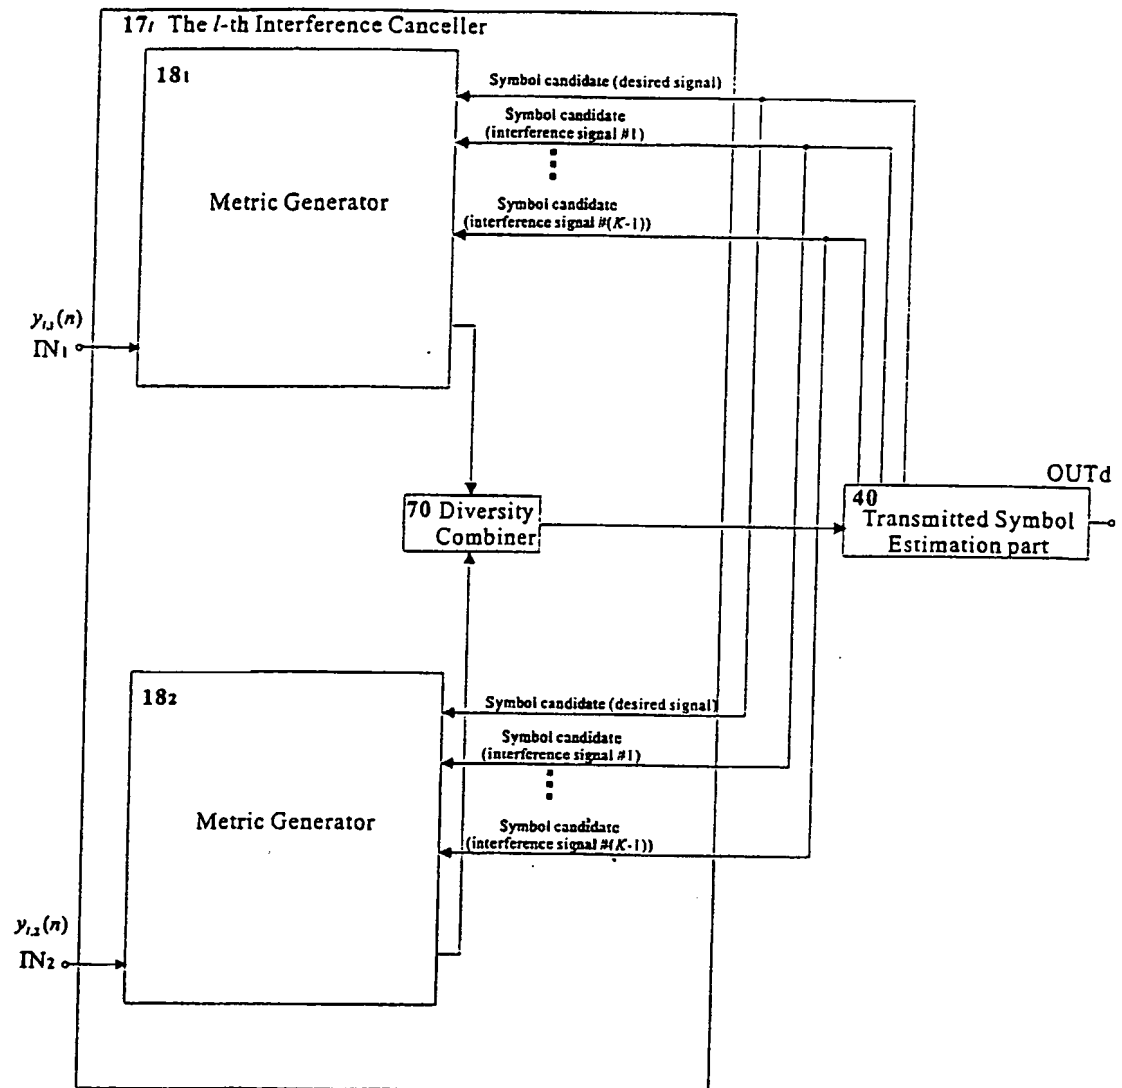 17l The l-th Interference Canceller
181
Symbol candidate (desired signal)
Symbol candidate
(interference signal #1)
Metric Generator
Symbol candidate
(interference signal #(K-1))
yl,1(n)
IN1
OUTd
70 Diversity
Combiner
40
Transmitted Symbol
Estimation part
182
Symbol candidate (desired signal)
Symbol candidate
(interference signal #1)
Metric Generator
Symbol candidate
(interference signal #(K-1))
yl,2(n)
IN2